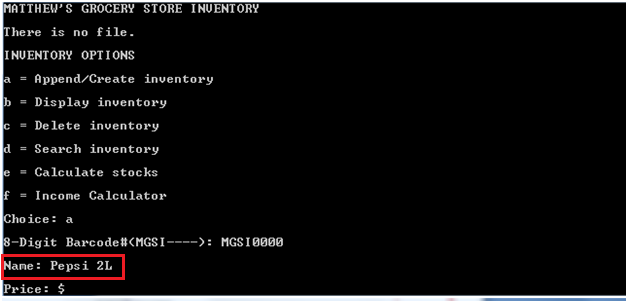 MATTHEW'S GROCERY STORE INVENTORY
There is no file.
INVENTORY OPTIONS
a = Append/Create inventory
b = Display inventory
c = Delete inventory
d = Search inventory
e = Calculate stocks
f = Income Calculator
Choice: a
8-Digit Barcode#(MGSI----): MGSI0000
Name: Pepsi 2L
Price: $